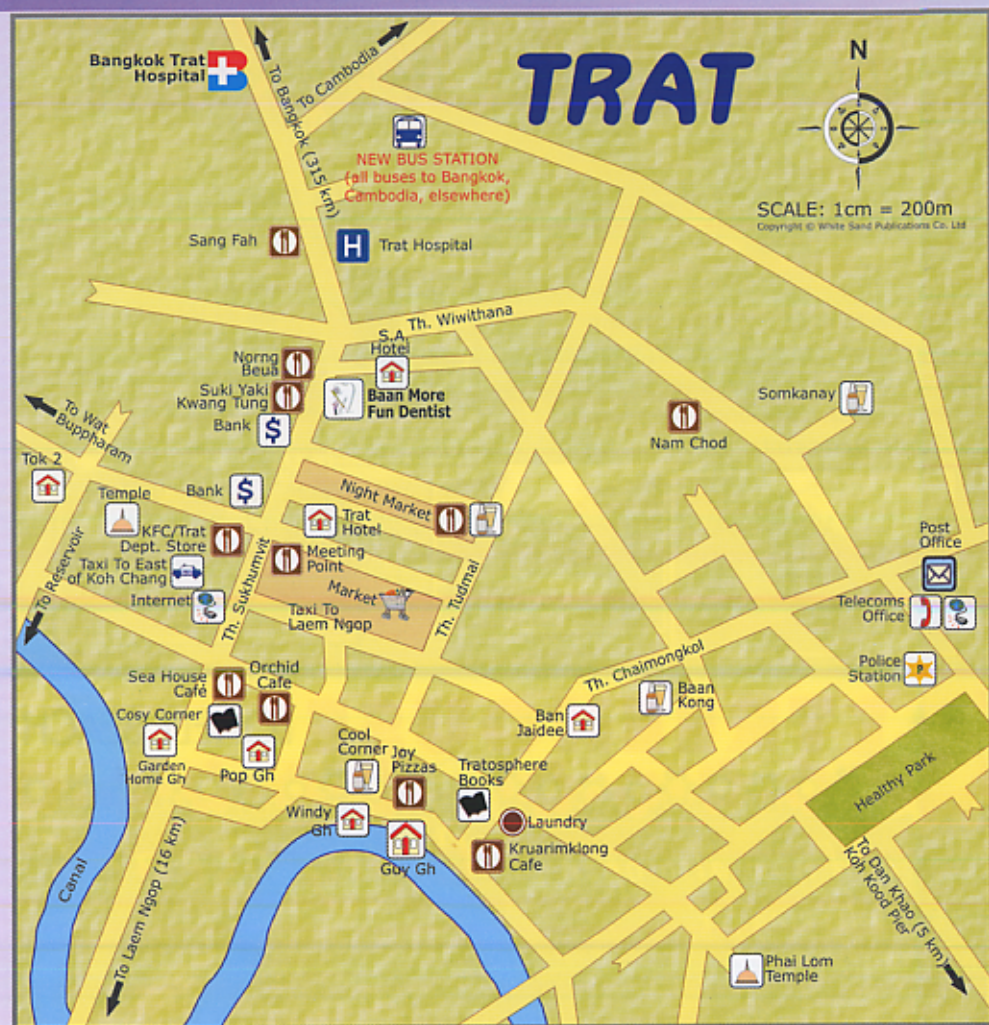 TRAT
N
SCALE: 1cm = 200m
Copyright © White Sand Publications Co. Ltd
Bangkok Trat
Hospital
To Bangkok (315 km)
To Cambodia
NEW BUS STATION
(all buses to Bangkok,
Cambodia, elsewhere)
Sang Fah
H
Trat Hospital
Th. Wiwithana
S.A.
Hotel
Norng
Beua
Suki Yaki
Kwang Tung
Baan More
Fun Dentist
Bank
$
Somkanay
Nam Chod
To Wat
Buppharam
Tok 2
Temple
Bank
$
Night Market
Trat
Hotel
KFC/Trat
Dept. Store
Meeting
Point
Taxi To East
of Koh Chang
Internet
Market
Taxi To
Laem Ngop
To Reservoir
Th. Sukhumvit
Th. Tudmai
Post
Office
Telecoms
Office
Police
Station
P
Th. Chaimongkol
Baan
Kong
Ban
Jaidee
Sea House
Café
Orchid
Cafe
Cosy Corner
Garden
Home Gh
Pop Gh
Cool
Corner
Joy
Pizzas
Tratosphere
Books
Windy
Gh
Guy Gh
Laundry
Kruarimklong
Cafe
Healthy Park
To Dan Khao (5 km)
Koh Kood Pier
Canal
To Laem Ngop (16 km)
Phai Lom
Temple